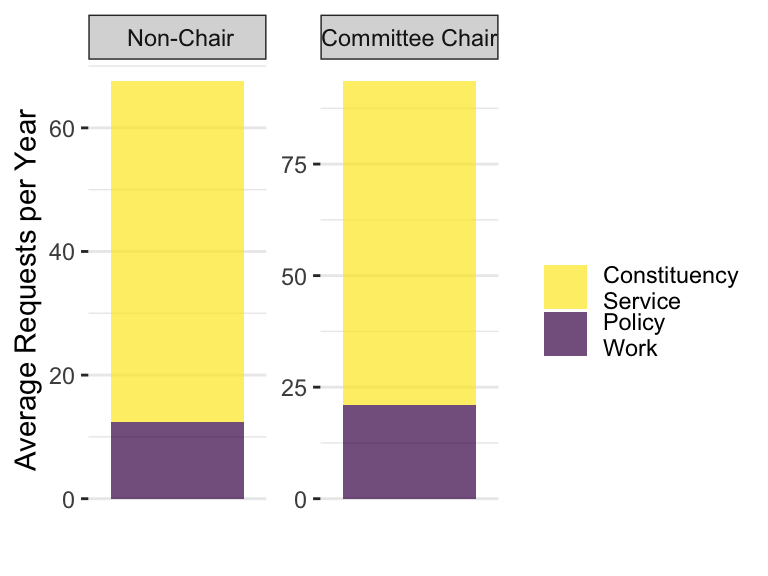 Non-Chair
Committee Chair
Average Requests per Year
60
40
20
0
75
50
25
0
Constituency
Service
Policy
Work